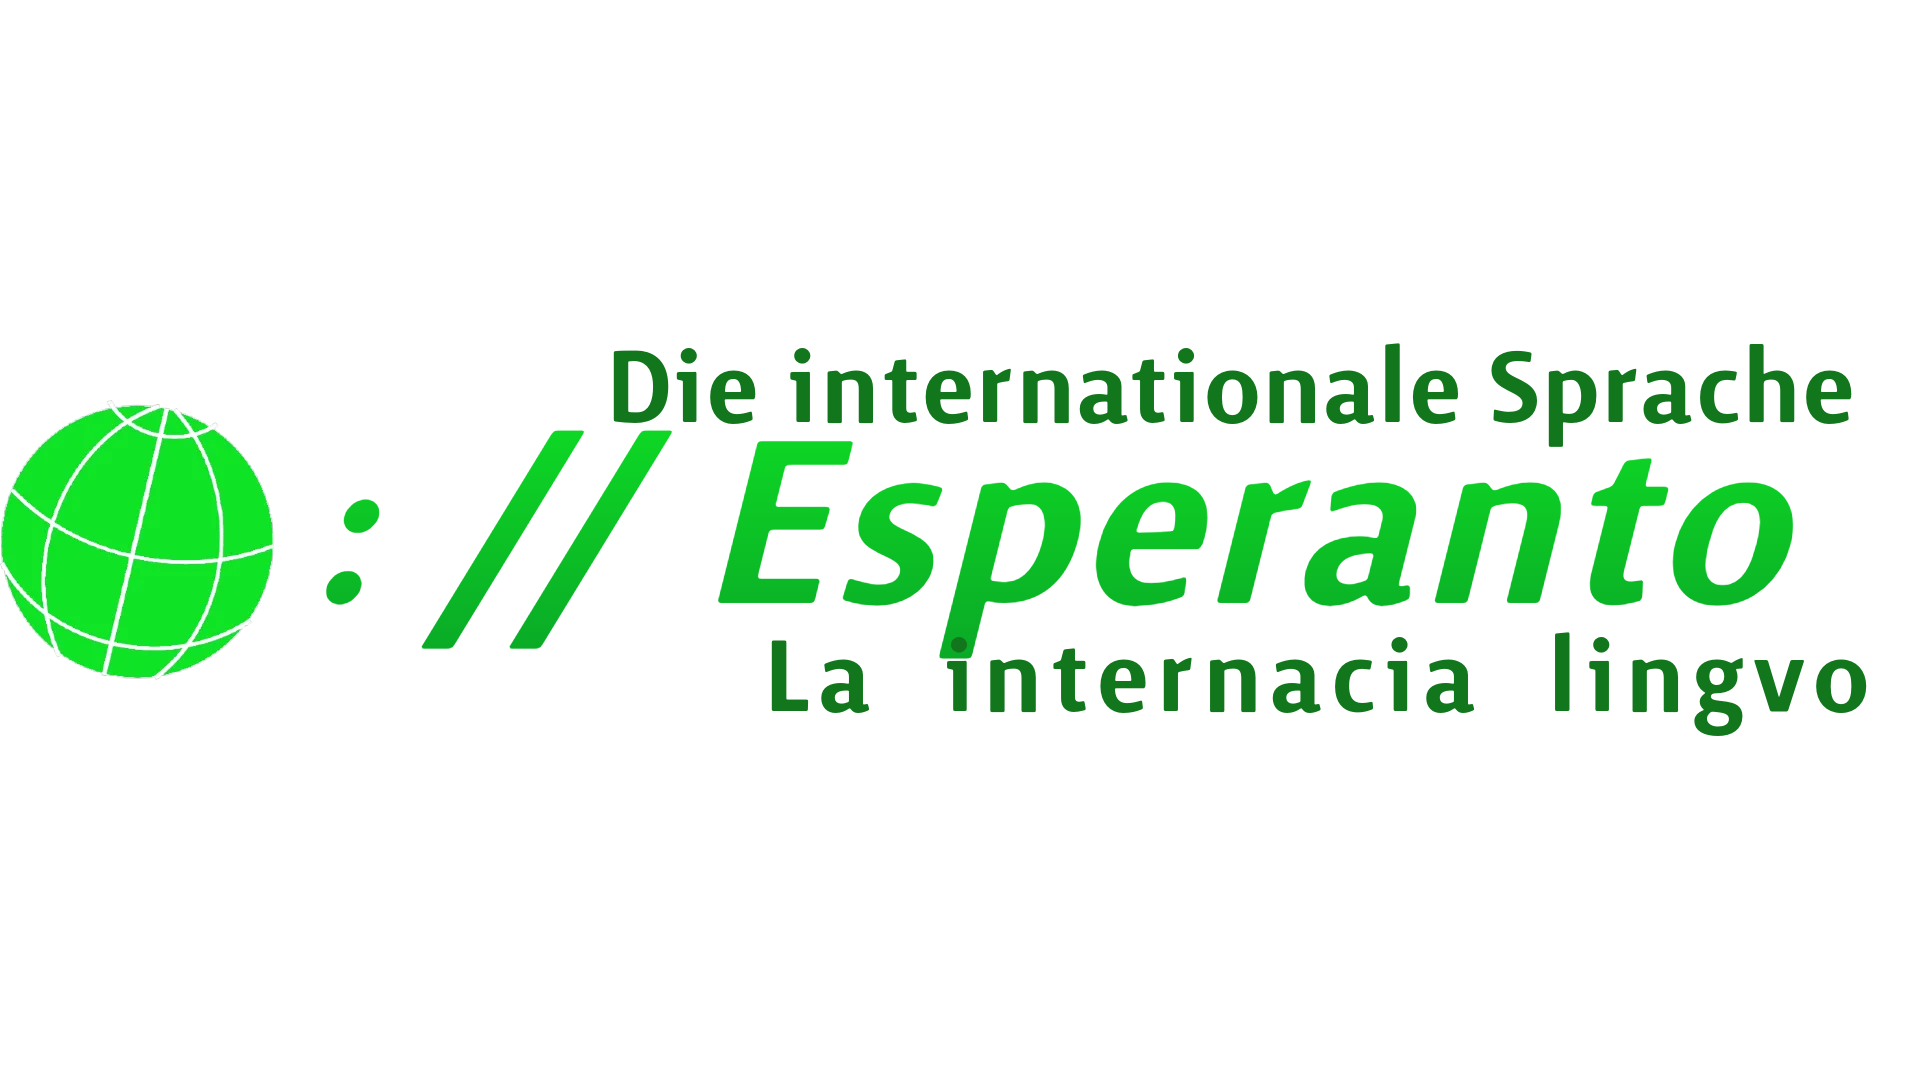 Die internationale Sprache
:// Esperanto
La internacia lingvo